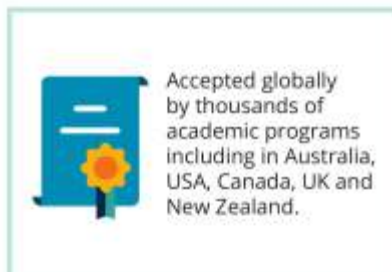 Accepted globally
by thousands of
academic programs
including in Australia,
USA, Canada, UK and
New Zealand.